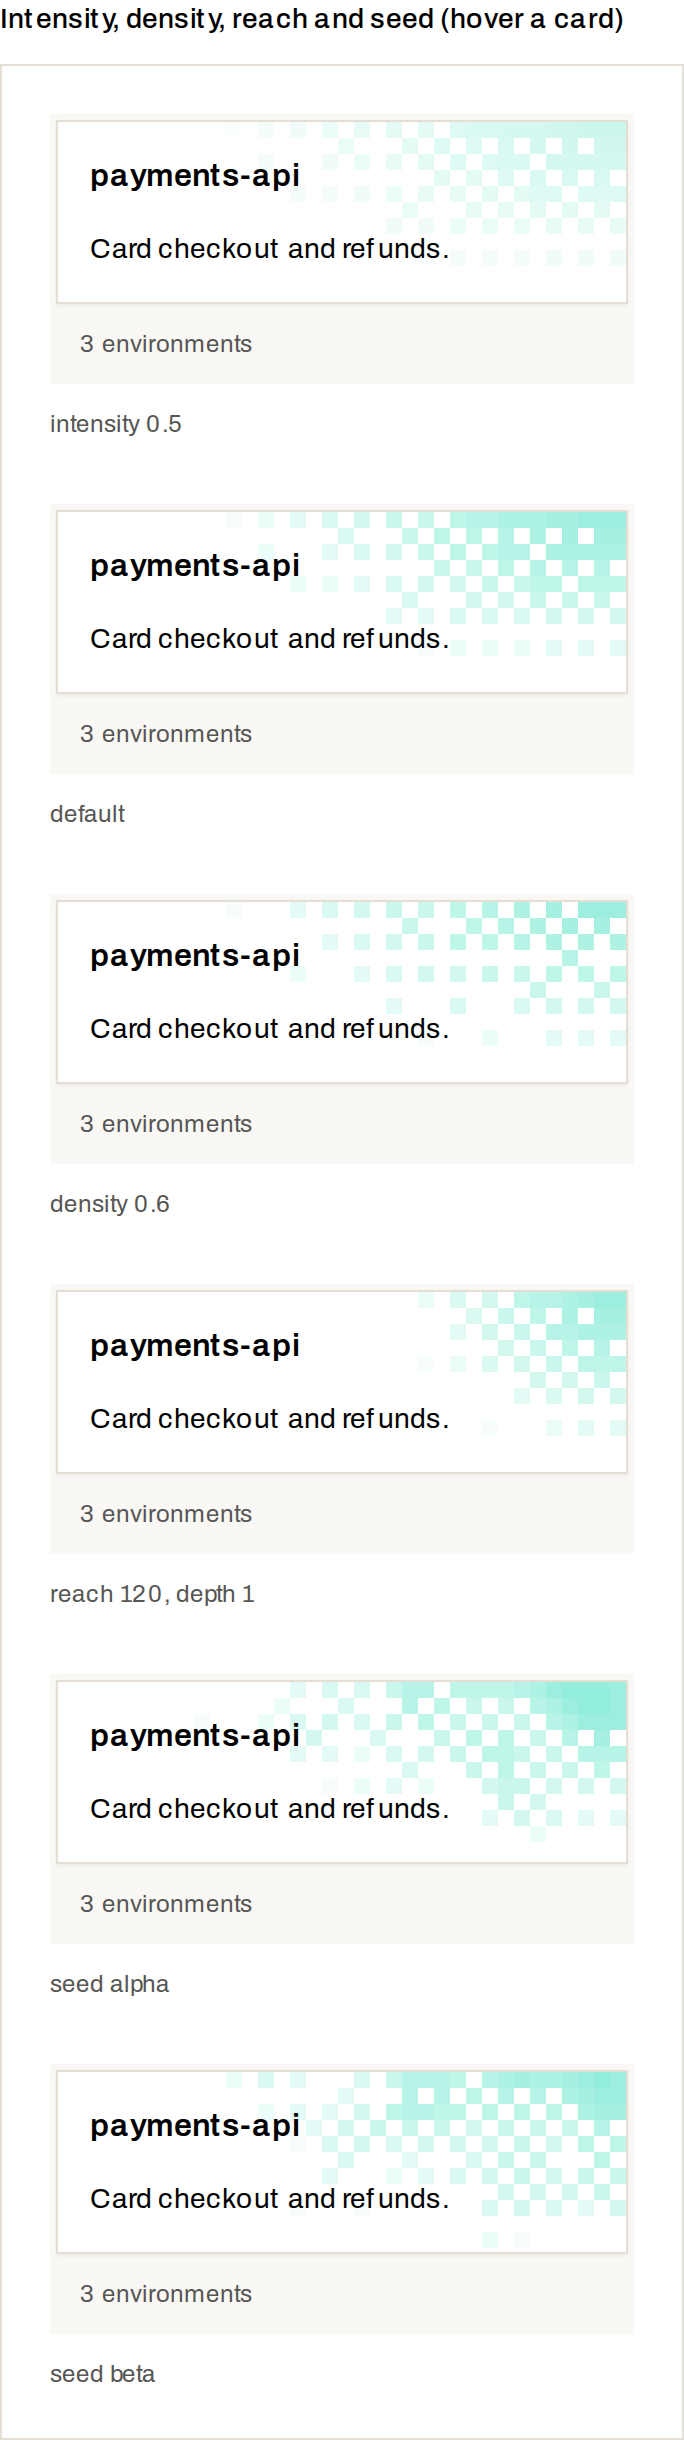 Intensity, density, reach and seed (hover a card)
payments-api
Card checkout and refunds.
3 environments
intensity 0.5
payments-api
Card checkout and refunds.
3 environments
default
payments-api
Card checkout and refunds.
3 environments
density 0.6
payments-api
Card checkout and refunds.
3 environments
reach 120, depth 1
payments-api
Card checkout and refunds.
3 environments
seed alpha
payments-api
Card checkout and refunds.
3 environments
seed beta